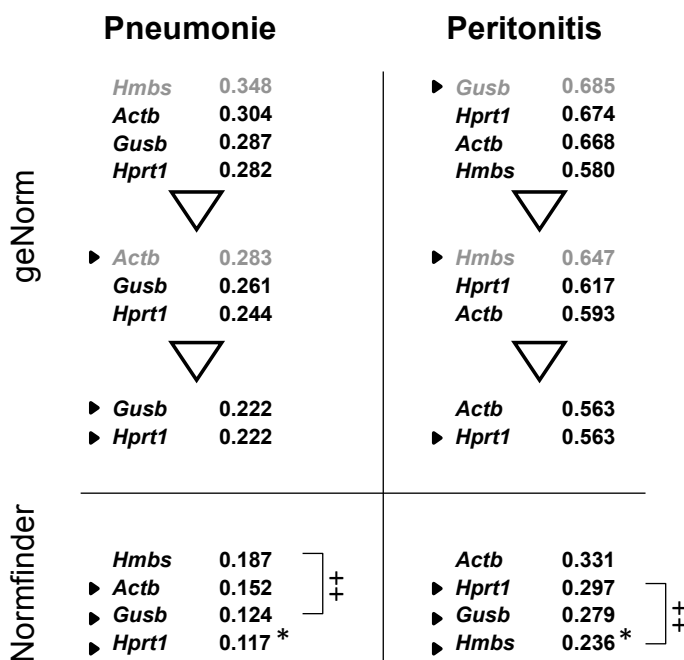 Pneumonie Peritonitis
geNorm
Hmbs 0.348
Actb 0.304
Gusb 0.287
Hprt1 0.282
Actb 0.283
Gusb 0.261
Hprt1 0.244
Gusb 0.222
Hprt1 0.222
Gusb 0.685
Hprt1 0.674
Actb 0.668
Hmbs 0.580
Hmbs 0.647
Hprt1 0.617
Actb 0.593
Actb 0.563
Hprt1 0.563
Normfinder
Hmbs 0.187
Actb 0.152
Gusb 0.124
Hprt1 0.117 *
‡
Actb 0.331
Hprt1 0.297
Gusb 0.279
Hmbs 0.236 *
‡